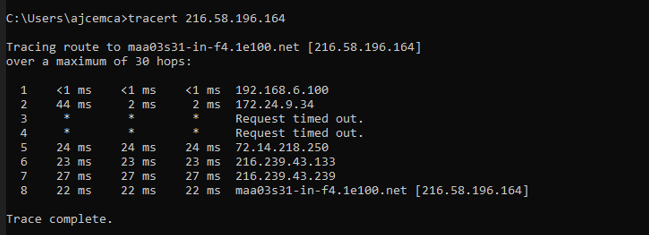 C:\Users\ajcemca>tracert 216.58.196.164
Tracing route to maa03s31-in-f4.1e100.net [216.58.196.164]
over a maximum of 30 hops:
1 <1 ms <1 ms <1 ms 192.168.6.100
2 44 ms 2 ms 2 ms 172.24.9.34
3 * * * Request timed out.
4 * * * Request timed out.
5 24 ms 24 ms 24 ms 72.14.218.250
6 23 ms 23 ms 23 ms 216.239.43.133
7 27 ms 27 ms 27 ms 216.239.43.239
8 22 ms 22 ms 22 ms maa03s31-in-f4.1e100.net [216.58.196.164]
Trace complete.